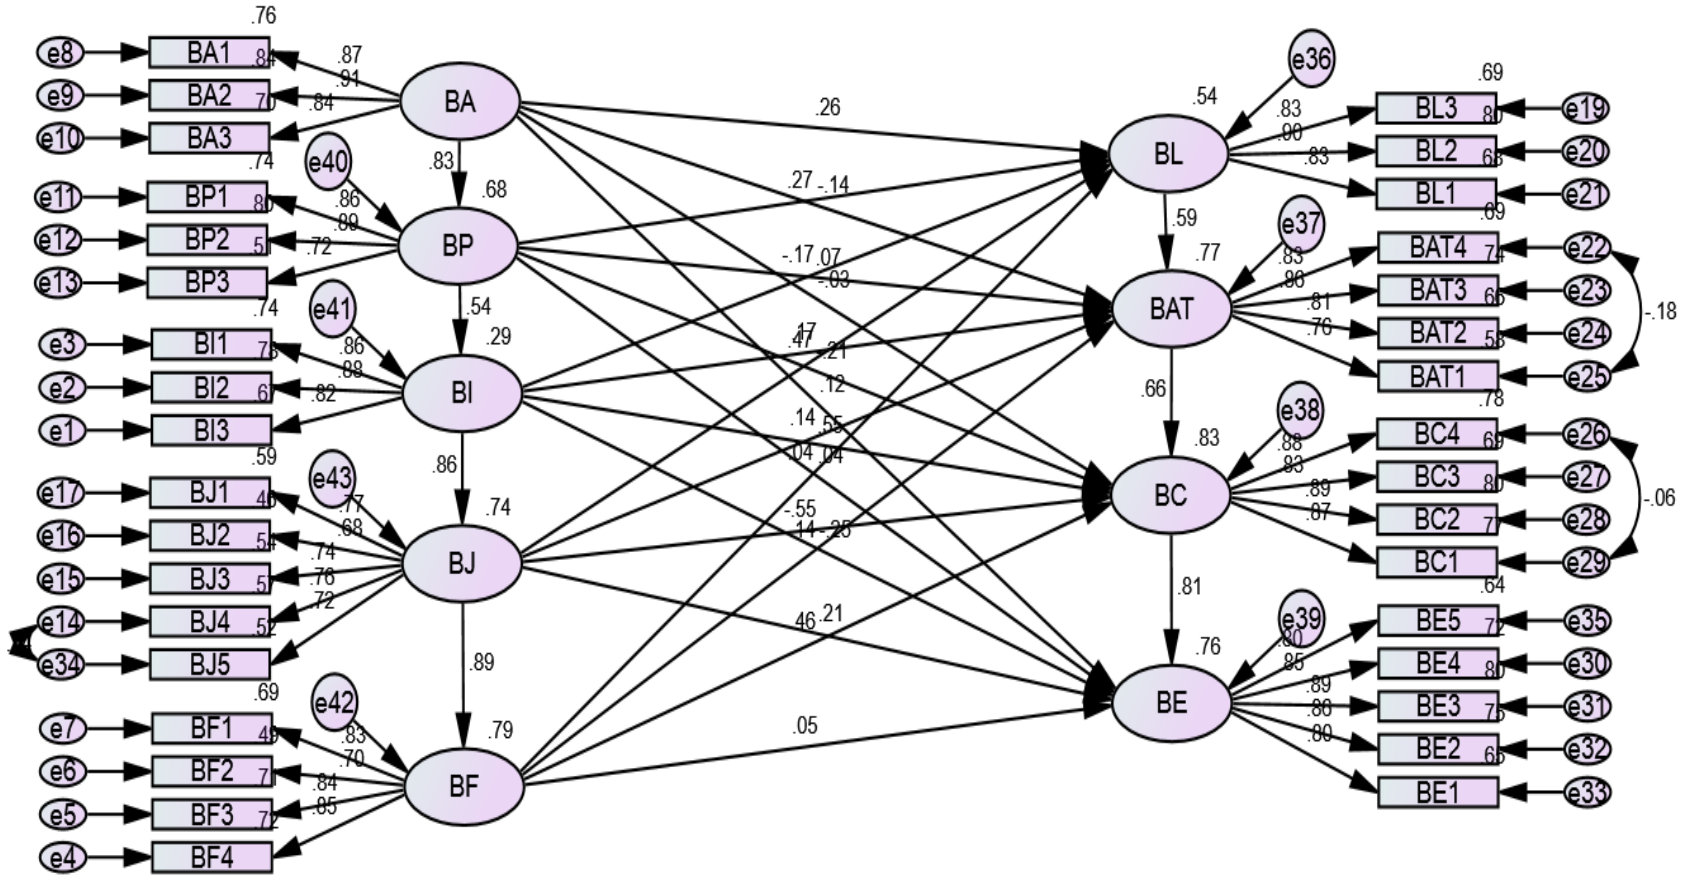 .76
e8 BA1 .84 .87
e9 BA2 .70 .91
e10 BA3 .84
BA
.74
e40
.83
.68
e11 BP1 .80 .86
e12 BP2 .51 .89
e13 BP3 .72
BP
.74
e41
.54
.29
e3 BI1 .78 .86
e2 BI2 .67 .88
e1 BI3 .82
BI
.59
e43
.86
.74
e17 BJ1 .46 .77
e16 BJ2 .54 .68
e15 BJ3 .57 .74
e14 BJ4 .52 .76
e34 BJ5 .72
BJ
.69
e42
.89
.79
e7 BF1 .49 .83
e6 BF2 .71 .70
e5 BF3 .72 .84
e4 BF4 .85
BF
.26
.27 -.14
-.17 .07
-.03
.17
.47 .21
.12
.14 .55
.04 .04
-.55
.14 -.25
.46 .21
.05
e36
.54
BL
.69
.83 BL3 .80 e19
.90 BL2 .68 e20
.83 BL1 e21
.59
e37
.77
BAT
.69
.83 BAT4 .74 e22
.86 BAT3 .66 e23
.81 BAT2 .58 e24
.76 BAT1 e25
-.18
.66
e38
.83
BC
.78
.88 BC4 .69 e26
.83 BC3 .80 e27
.89 BC2 .77 e28
.87 BC1 e29
-.06
.81
e39
.76
BE
.64
.80 BE5 .72 e35
.85 BE4 .80 e30
.89 BE3 .75 e31
.86 BE2 .65 e32
.80 BE1 e33